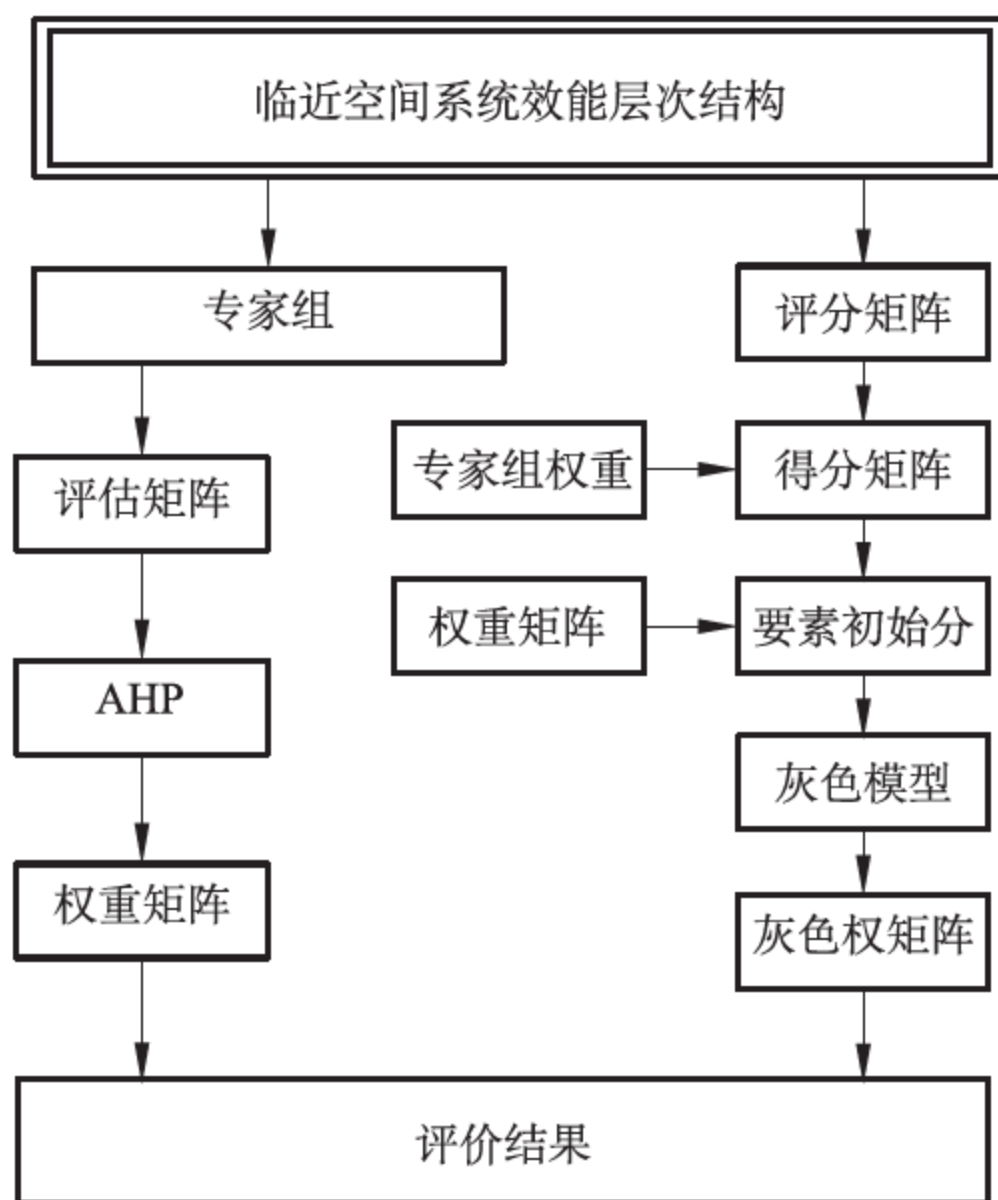 临近空间系统效能层次结构
专家组
评分矩阵
专家组权重
得分矩阵
评估矩阵
权重矩阵
要素初始分
AHP
灰色模型
权重矩阵
灰色权矩阵
评价结果